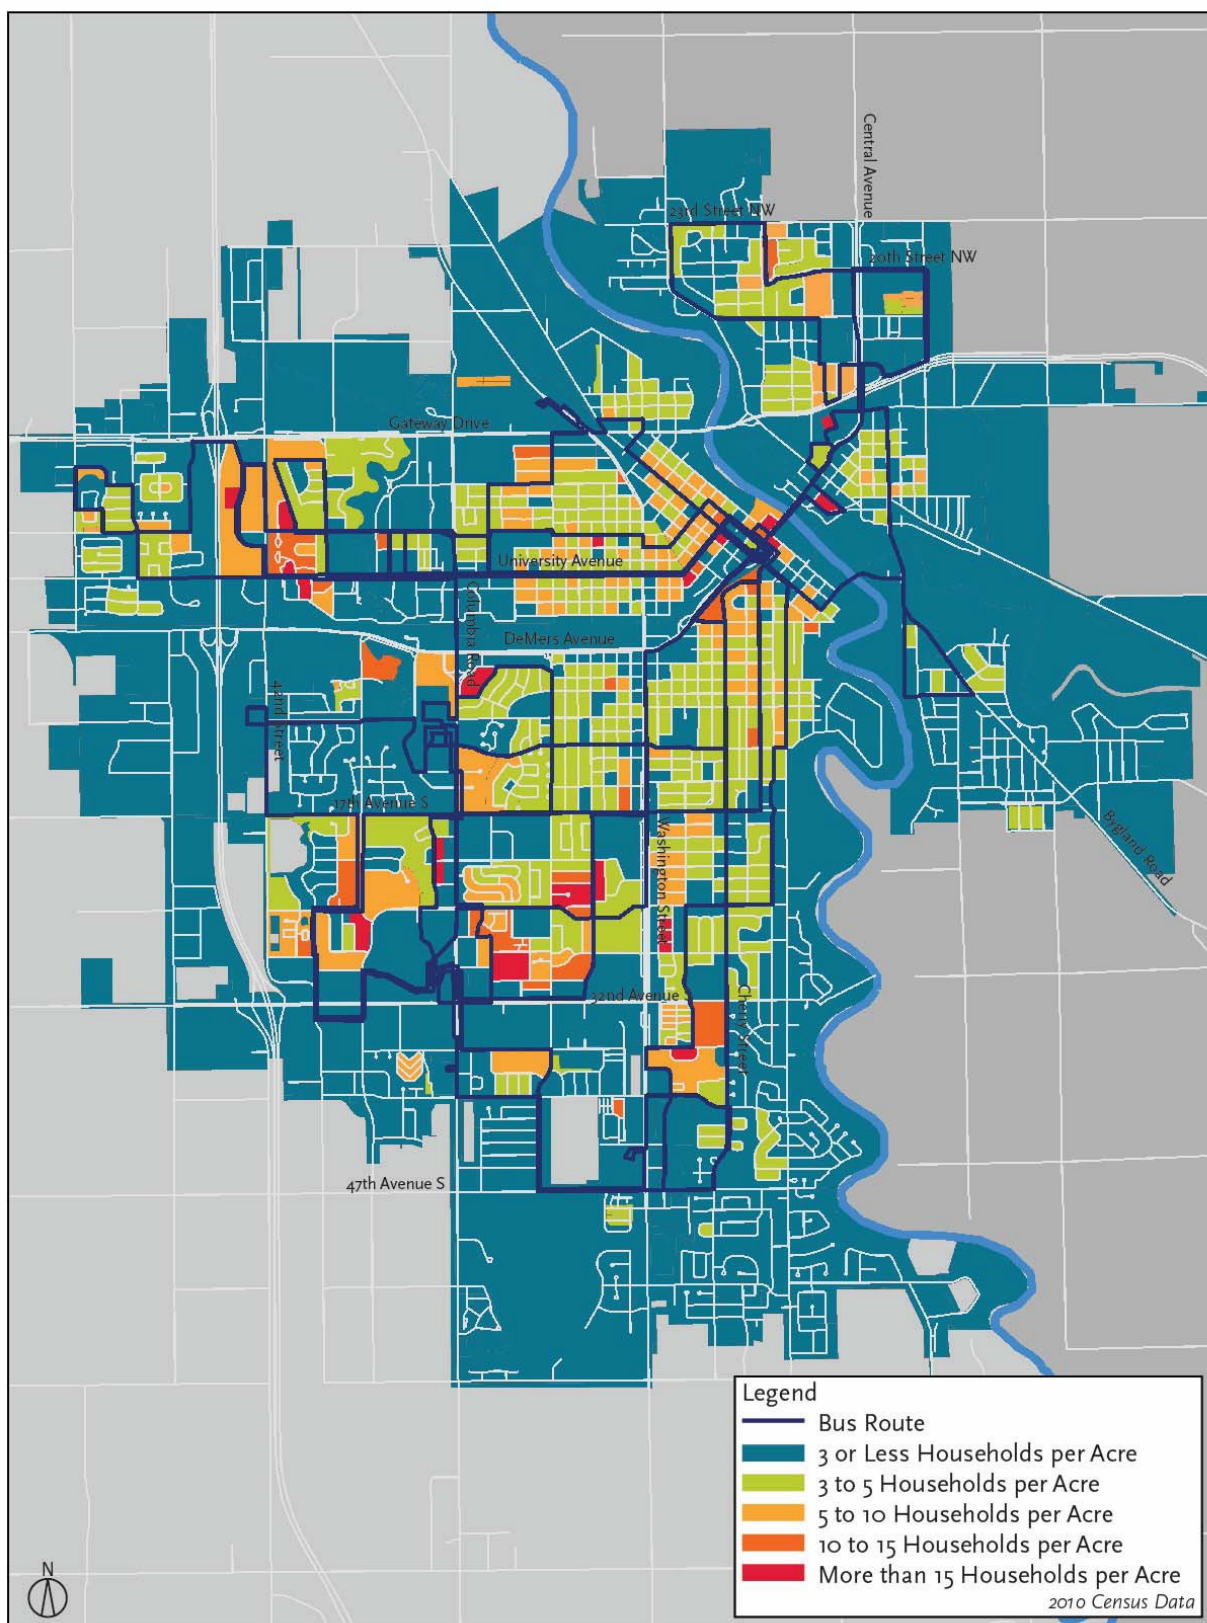 Central Avenue
23rd Street NW
20th Street NW
Gateway Drive
University Avenue
Columbia Road
DeMers Avenue
42nd Street
17th Avenue S
Washington Street
Bygland Road
32nd Avenue
Cherry Street
47th Avenue S
Legend
Bus Route
3 or Less Households per Acre
3 to 5 Households per Acre
5 to 10 Households per Acre
10 to 15 Households per Acre
More than 15 Households per Acre
2010 Census Data
N